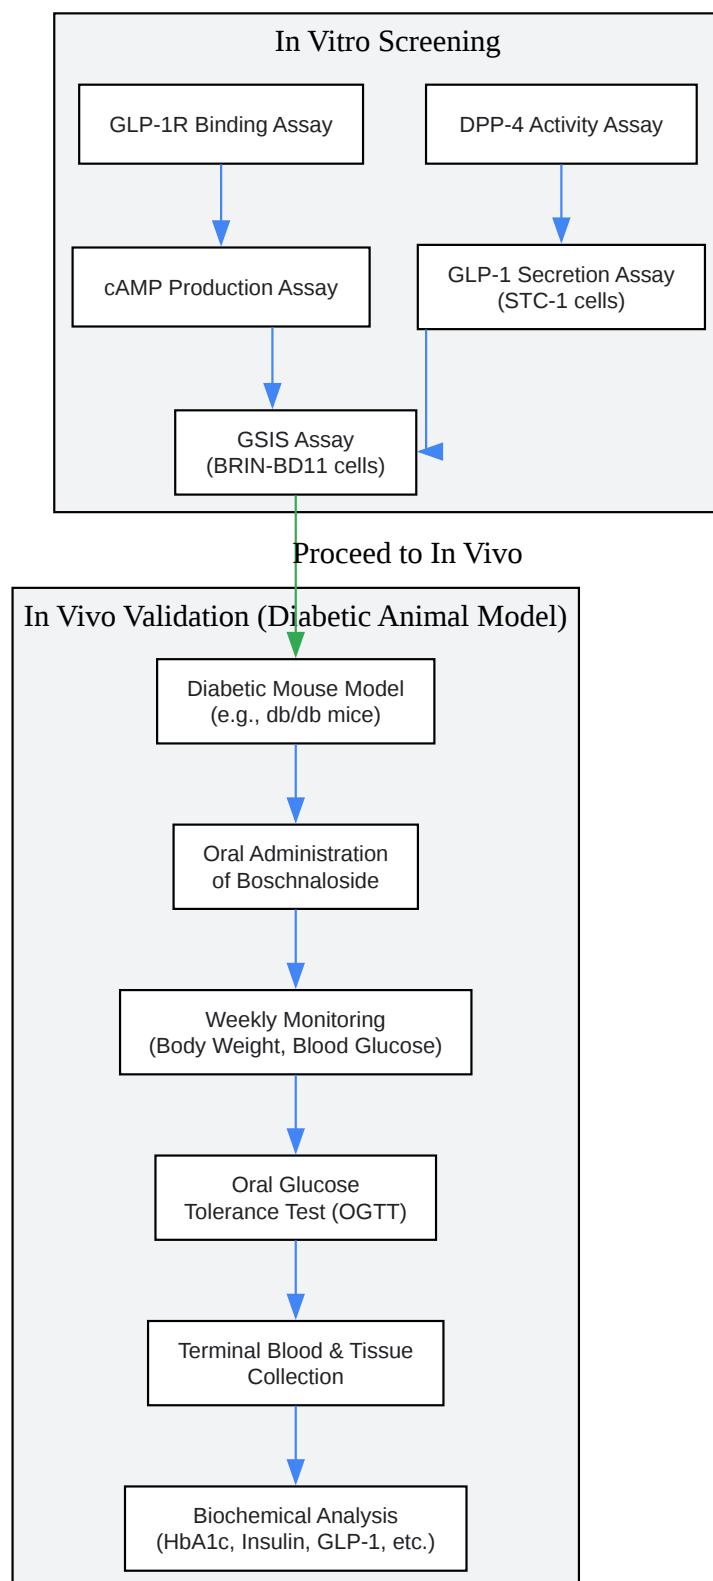 In Vitro Screening
GLP-1R Binding Assay
DPP-4 Activity Assay
cAMP Production Assay
GLP-1 Secretion Assay
(STC-1 cells)
GSIS Assay
(BRIN-BD11 cells)
Proceed to In Vivo
In Vivo Validation (Diabetic Animal Model)
Diabetic Mouse Model
(e.g., db/db mice)
Oral Administration
of Boschnaloside
Weekly Monitoring
(Body Weight, Blood Glucose)
Oral Glucose
Tolerance Test (OGTT)
Terminal Blood & Tissue
Collection
Biochemical Analysis
(HbA1c, Insulin, GLP-1, etc.)